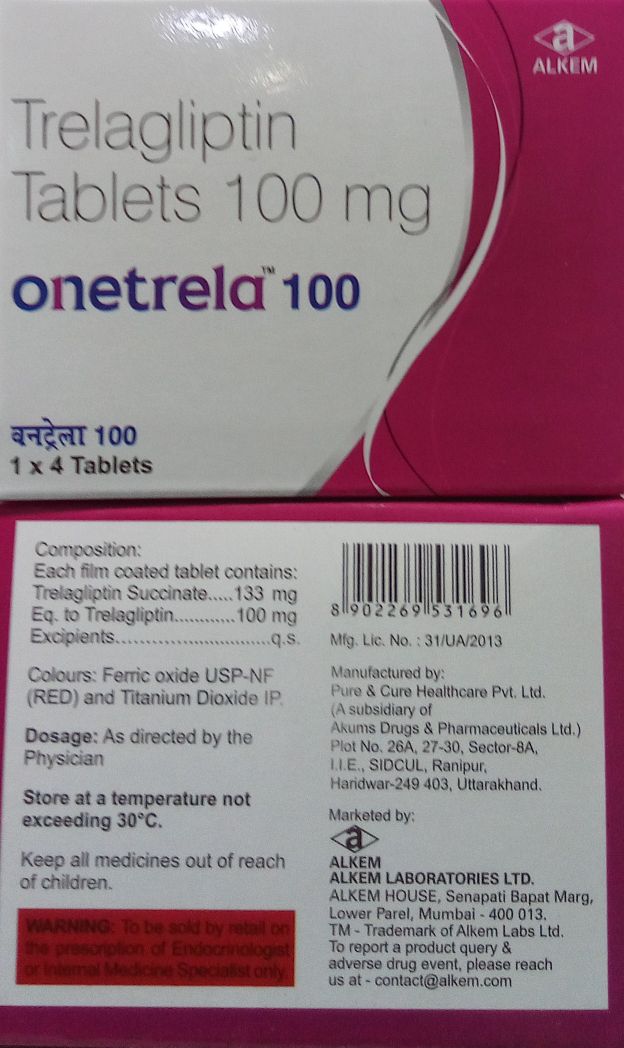 a
ALKEM
Trelagliptin
Tablets 100 mg
onetrela™ 100
वनट्रेला 100
1 x 4 Tablets
Composition:
Each film coated tablet contains:
Trelagliptin Succinate.....133 mg
Eq. to Trelagliptin............100 mg
Excipients............................q.s.
Colours: Ferric oxide USP-NF
(RED) and Titanium Dioxide IP.
Dosage: As directed by the
Physician
Store at a temperature not
exceeding 30°C.
Keep all medicines out of reach
of children.
WARNING: To be sold by retail on
the prescription of Endocrinologist
or Internal Medicine Specialist only.
8 902269 531696
Mfg. Lic. No. : 31/UA/2013
Manufactured by:
Pure & Cure Healthcare Pvt. Ltd.
(A subsidiary of
Akums Drugs & Pharmaceuticals Ltd.)
Plot No. 26A, 27-30, Sector-8A,
I.I.E., SIDCUL, Ranipur,
Haridwar-249 403, Uttarakhand.
Marketed by:
a
ALKEM
ALKEM LABORATORIES LTD.
ALKEM HOUSE, Senapati Bapat Marg,
Lower Parel, Mumbai - 400 013.
TM - Trademark of Alkem Labs Ltd.
To report a product query &
adverse drug event, please reach
us at - contact@alkem.com